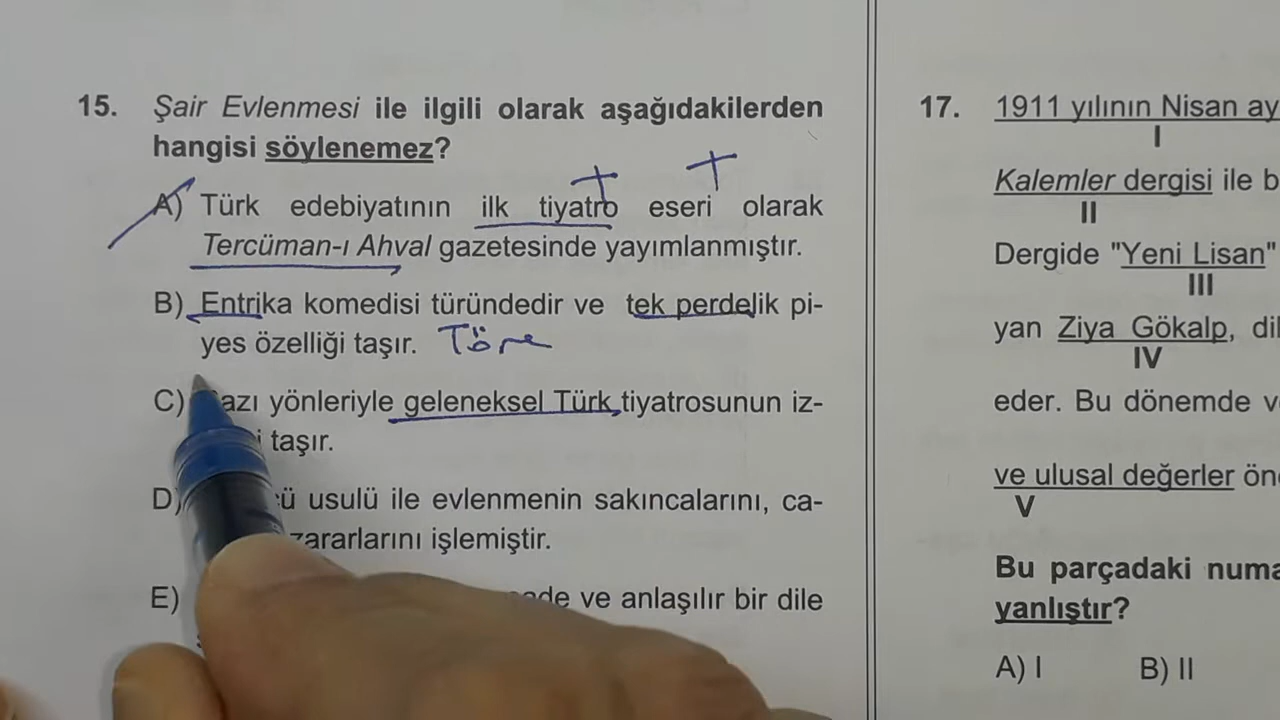 15. Şair Evlenmesi ile ilgili olarak aşağıdakilerden
hangisi söylenemez?
A) Türk edebiyatının ilk tiyatro eseri olarak
Tercüman-ı Ahval gazetesinde yayımlanmıştır.
B) Entrika komedisi türündedir ve tek perdelik pi-
yes özelliği taşır. Töre
C) azı yönleriyle geleneksel Türk tiyatrosunun iz-
i taşır.
D) ü usulü ile evlenmenin sakıncalarını, ca-
zararlarını işlemiştir.
E) ade ve anlaşılır bir dile
17. 1911 yılının Nisan ay
I
Kalemler dergisi ile b
II
Dergide "Yeni Lisan"
III
yan Ziya Gökalp, dil
IV
eder. Bu dönemde v
ve ulusal değerler ön
V
Bu parçadaki numa
yanlıştır?
A) I B) II